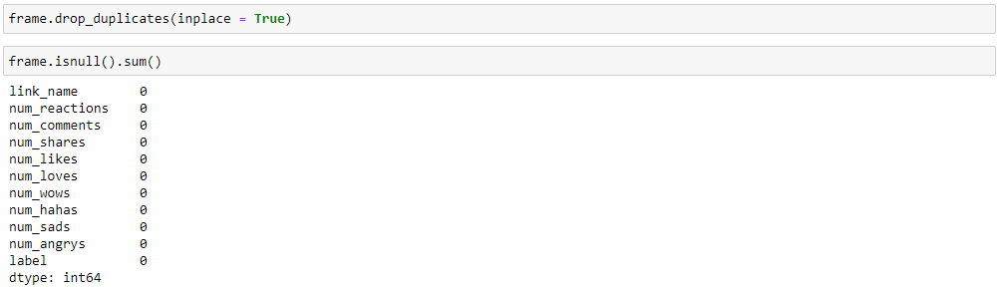 frame.drop_duplicates(inplace = True)
frame.isnull().sum()
link_name        0
num_reactions    0
num_comments     0
num_shares       0
num_likes        0
num_loves        0
num_wows         0
num_hahas        0
num_sads         0
num_angrys       0
label            0
dtype: int64